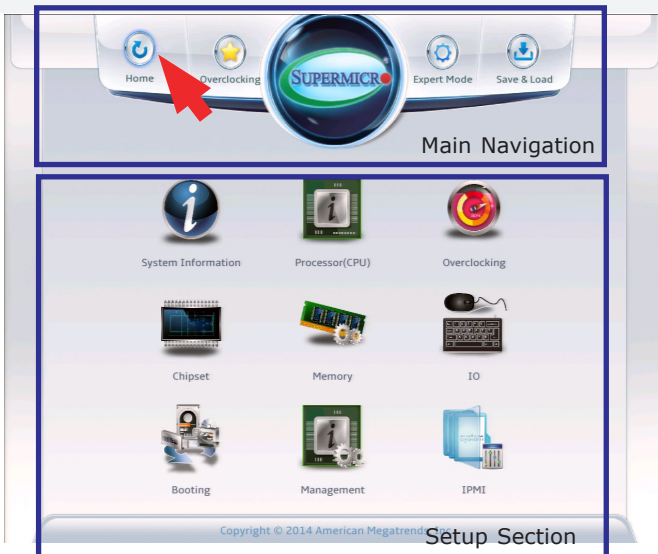 Home
Overclocking
SUPERMICR
Expert Mode
Save & Load
Main Navigation
System Information
Processor(CPU)
Overclocking
Chipset
Memory
IO
Booting
Management
IPMI
Copyright © 2014 American Megatrends, Inc.
Setup Section